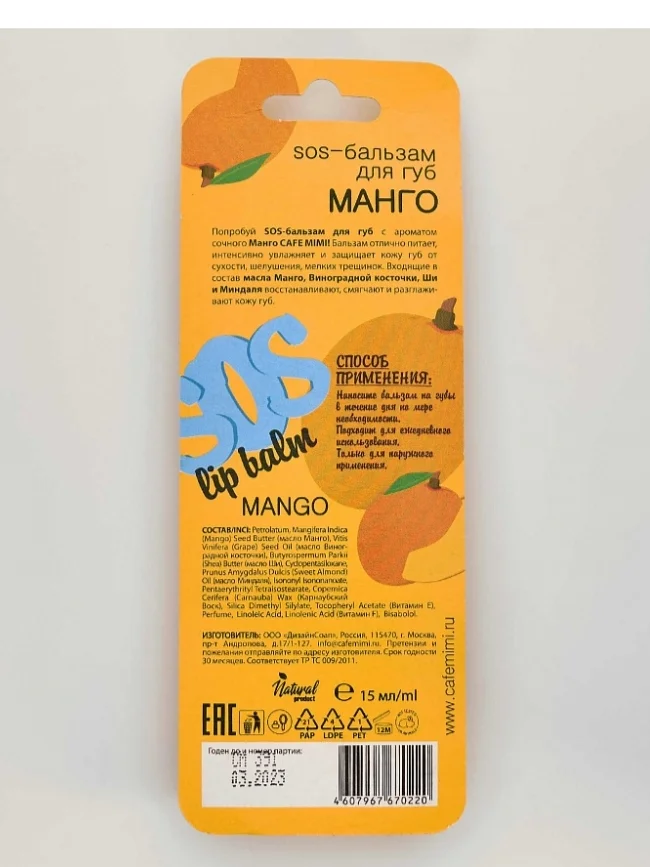 sos-бальзам
для губ
МАНГО
Попробуй SOS-бальзам для губ с ароматом
сочного Манго CAFE MIMI! Бальзам отлично питает,
интенсивно увлажняет и защищает кожу губ от
сухости, шелушения, мелких трещинок. Входящие в
состав масла Манго, Виноградной косточки, Ши
и Миндаля восстанавливают, смягчают и разглажи-
вают кожу губ.
SOS
lip balm
MANGO
СПОСОБ
ПРИМЕНЕНИЯ:
Наносите бальзам на губы
в течение дня по мере
необходимости.
Подходит для ежедневного
использования.
Только для наружного
применения.
СОСТАВ/INCI: Petrolatum, Mangifera Indica
(Mango) Seed Butter (масло Манго), Vitis
Vinifera (Grape) Seed Oil (масло Виног-
радной косточки), Butyrospermum Parkii
(Shea) Butter (масло Ши), Cyclopentasiloxane,
Prunus Amygdalus Dulcis (Sweet Almond)
Oil (масло Миндаля), Isononyl Isononanoate,
Pentaerythrityl Tetraisostearate, Copernica
Cerifera (Carnauba) Wax (Карнаубский
Воск), Silica Dimethyl Silylate, Tocopheryl Acetate (Витамин Е),
Perfume, Linoleic Acid, Linolenic Acid (Витамин F), Bisabolol.
ИЗГОТОВИТЕЛЬ: ООО «ДизайнСоап», Россия, 115470, г. Москва,
пр-т Андропова, д.17/1-127. info@cafemimi.ru. Претензии и
пожелания отправляйте по адресу изготовителя. Срок годности
30 месяцев. Соответствует ТР ТС 009/2011.
www.cafemimi.ru
Natural
product
℮ 15 мл/ml
EAC
21 4 1
PAP LDPE PET
12M
Годен до и номер партии:
СМ 391
03.2023
4 607967 670220